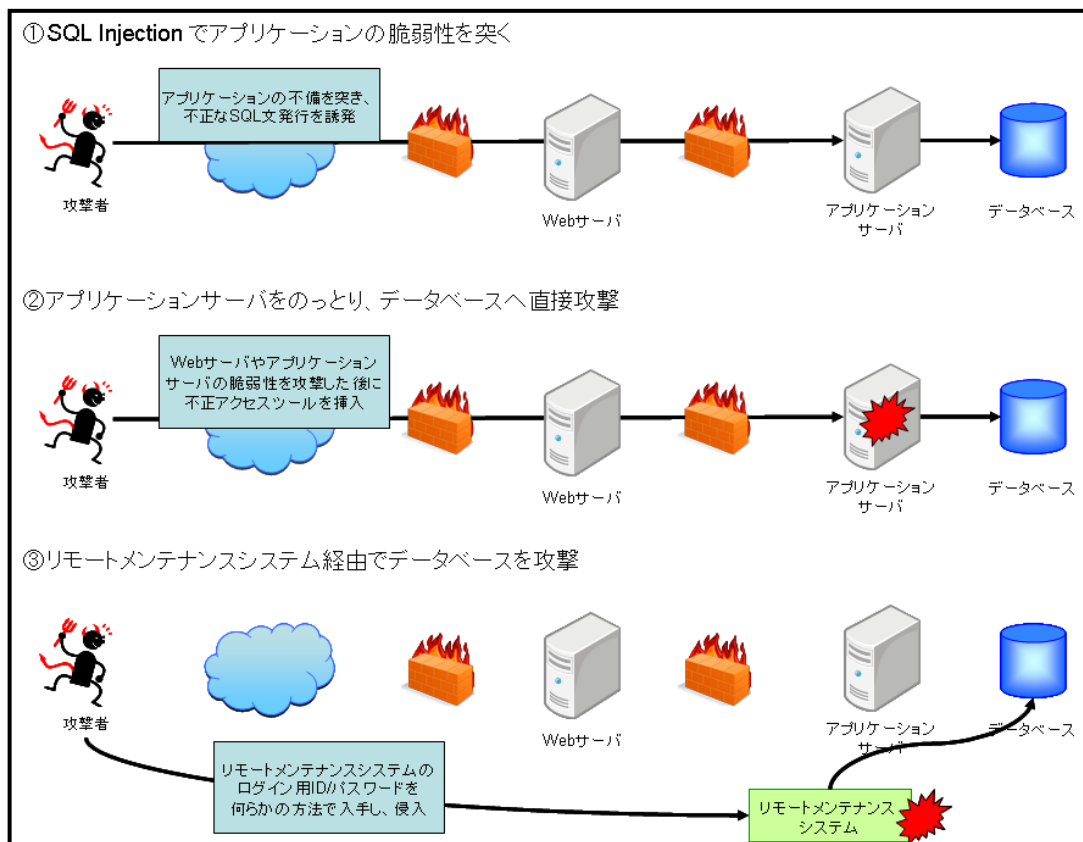 ①SQL Injection でアプリケーションの脆弱性を突く
アプリケーションの不備を突き、
不正なSQL文発行を誘発
攻撃者
Webサーバ
アプリケーション
サーバ
データベース
②アプリケーションサーバをのっとり、データベースへ直接攻撃
Webサーバやアプリケーション
サーバの脆弱性を攻撃した後に
不正アクセスツールを挿入
攻撃者
Webサーバ
アプリケーション
サーバ
データベース
③リモートメンテナンスシステム経由でデータベースを攻撃
攻撃者
Webサーバ
アプリケーション
サーバ
データベース
リモートメンテナンスシステムの
ログイン用ID/パスワードを
何らかの方法で入手し、侵入
リモートメンテナンス
システム